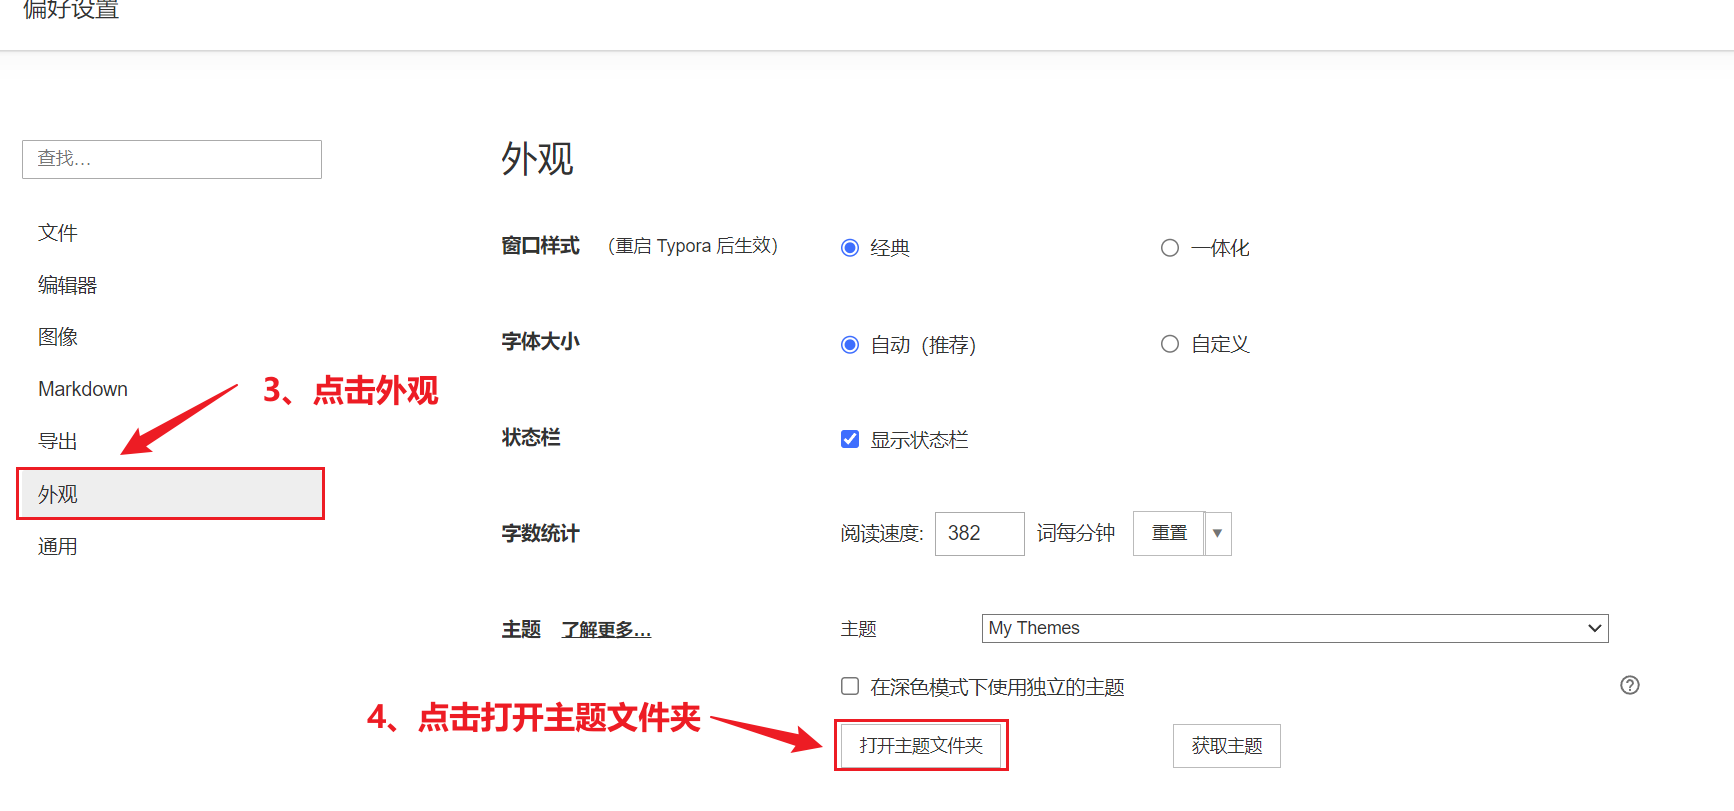 偏好设置
查找...
文件
编辑器
图像
Markdown
导出
外观
通用
3、点击外观
外观
窗口样式 （重启 Typora 后生效） 经典 一体化
字体大小 自动（推荐） 自定义
状态栏 显示状态栏
字数统计 阅读速度: 382 词每分钟 重置
主题 了解更多... 主题 My Themes
在深色模式下使用独立的主题
4、点击打开主题文件夹
打开主题文件夹 获取主题